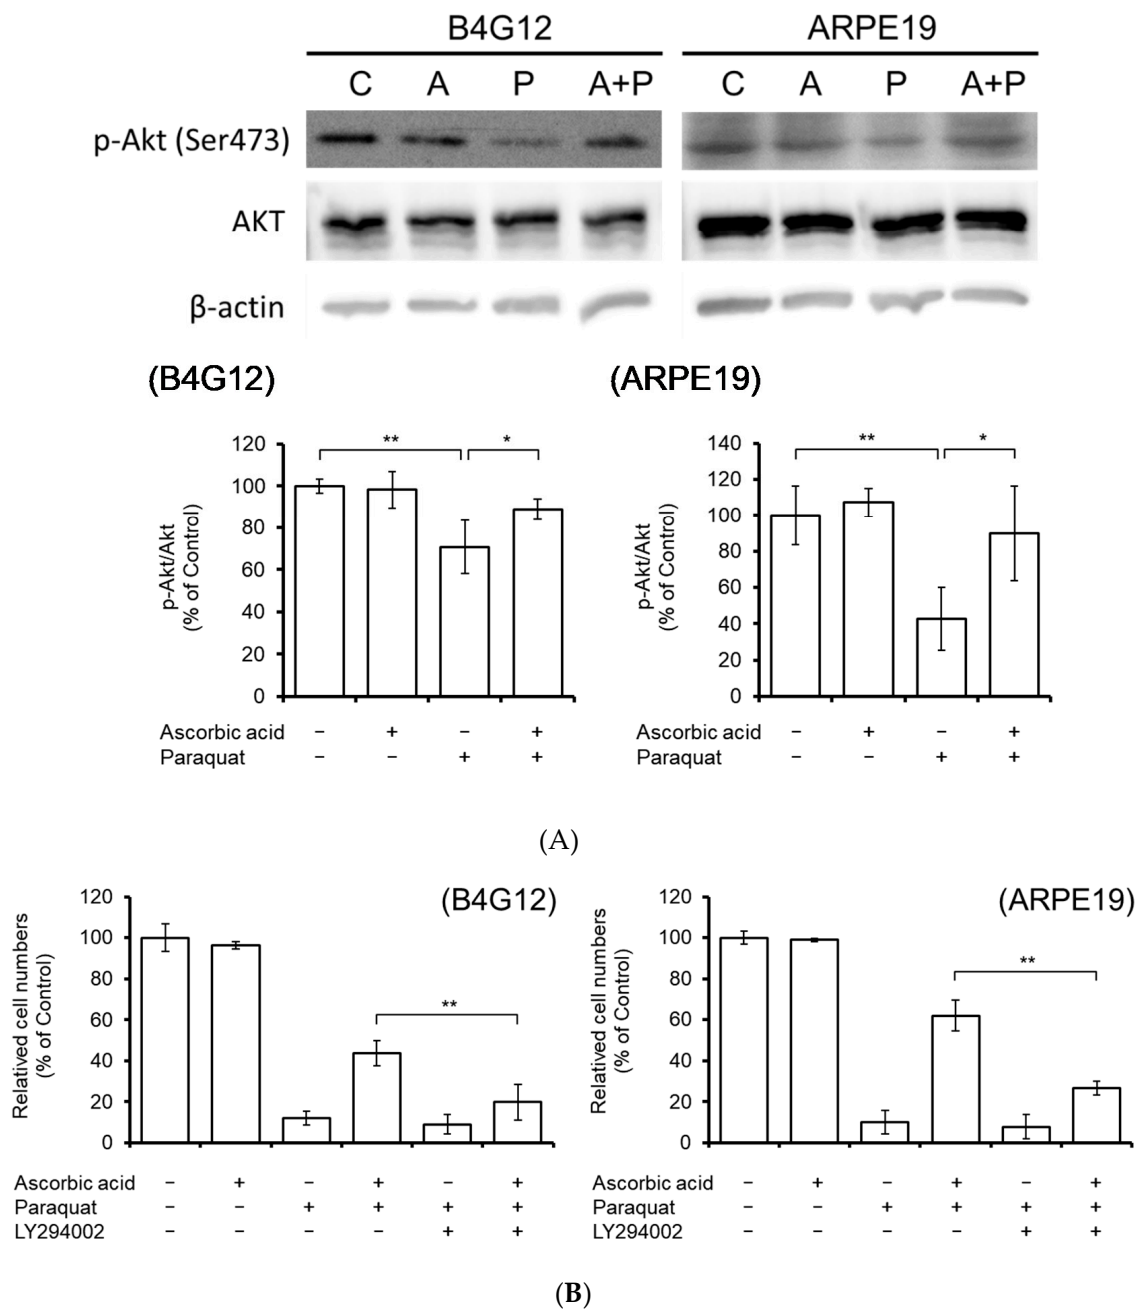 B4G12 ARPE19
C A P A+P C A P A+P
p-Akt (Ser473)
AKT
β-actin
(B4G12) (ARPE19)
p-Akt/Akt
(% of Control)
120
100
80
60
40
20
0
** *
Ascorbic acid − + − +
Paraquat − − + +
p-Akt/Akt
(% of Control)
140
120
100
80
60
40
20
0
** *
Ascorbic acid − + − +
Paraquat − − + +
(A)
(B4G12)
Relatived cell numbers
(% of Control)
120
100
80
60
40
20
0
**
Ascorbic acid − + − + − +
Paraquat − − + + + +
LY294002 − − − − + +
(ARPE19)
Relatived cell numbers
(% of Control)
120
100
80
60
40
20
0
**
Ascorbic acid − + − + − +
Paraquat − − + + + +
LY294002 − − − − + +
(B)